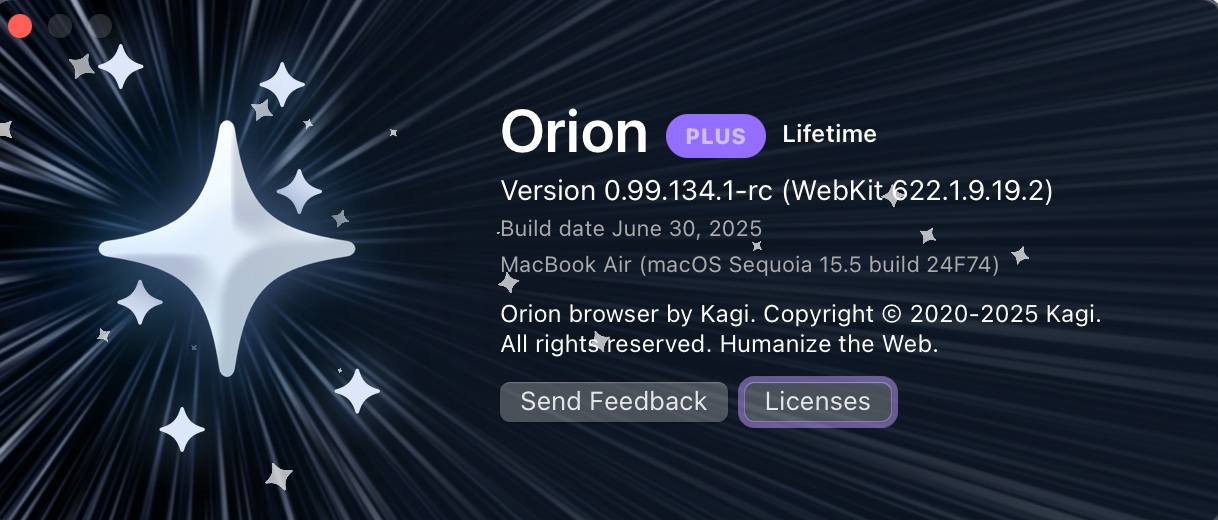 Orion PLUS Lifetime
Version 0.99.134.1-rc (WebKit 622.1.9.19.2)
Build date June 30, 2025
MacBook Air (macOS Sequoia 15.5 build 24F74)
Orion browser by Kagi. Copyright © 2020-2025 Kagi.
All rights reserved. Humanize the Web.
Send Feedback Licenses